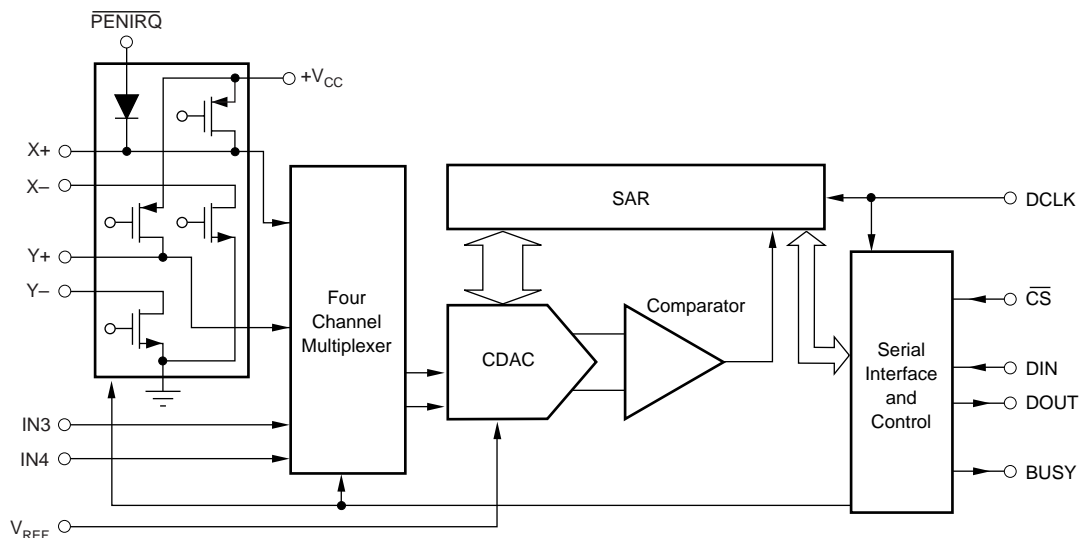 PENIRQ
+VCC
X+
X–
Y+
Y–
IN3
IN4
VREF
Four
Channel
Multiplexer
SAR
CDAC
Comparator
Serial
Interface
and
Control
DCLK
CS
DIN
DOUT
BUSY